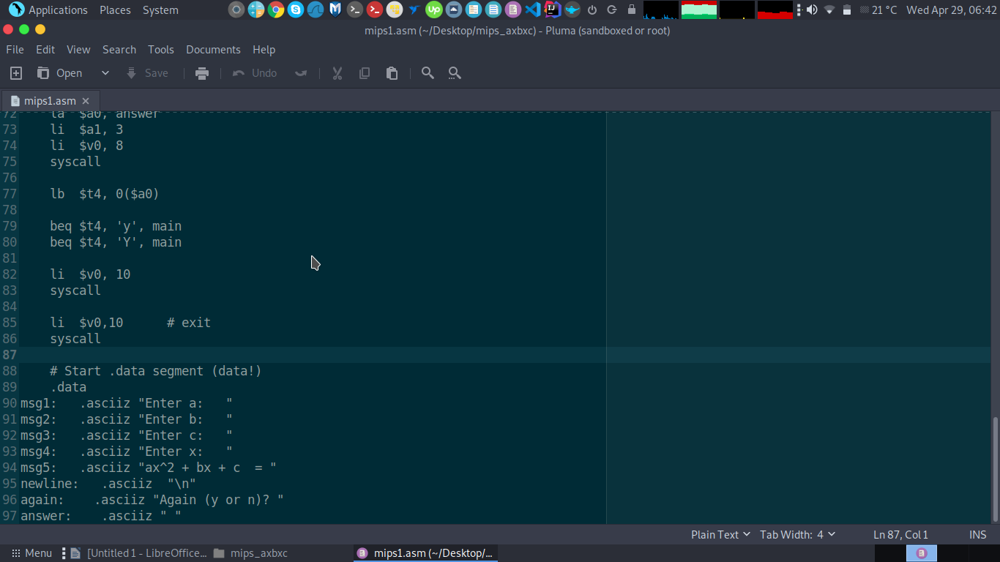 Applications Places System 21 °C Wed Apr 29, 06:42
mips1.asm (~/Desktop/mips_axbxc) - Pluma (sandboxed or root)
File Edit View Search Tools Documents Help
Open Save Undo
mips1.asm
72 la $a0, answer
73 li $a1, 3
74 li $v0, 8
75 syscall
76
77 lb $t4, 0($a0)
78
79 beq $t4, 'y', main
80 beq $t4, 'Y', main
81
82 li $v0, 10
83 syscall
84
85 li $v0,10 # exit
86 syscall
87
88 # Start .data segment (data!)
89 .data
90 msg1: .asciiz "Enter a:   "
91 msg2: .asciiz "Enter b:   "
92 msg3: .asciiz "Enter c:   "
93 msg4: .asciiz "Enter x:   "
94 msg5: .asciiz "ax^2 + bx + c  = "
95 newline: .asciiz "\n"
96 again: .asciiz "Again (y or n)? "
97 answer: .asciiz " "
Plain Text Tab Width: 4 Ln 87, Col 1 INS
Menu [Untitled 1 - LibreOffice... mips_axbxc mips1.asm (~/Desktop/...